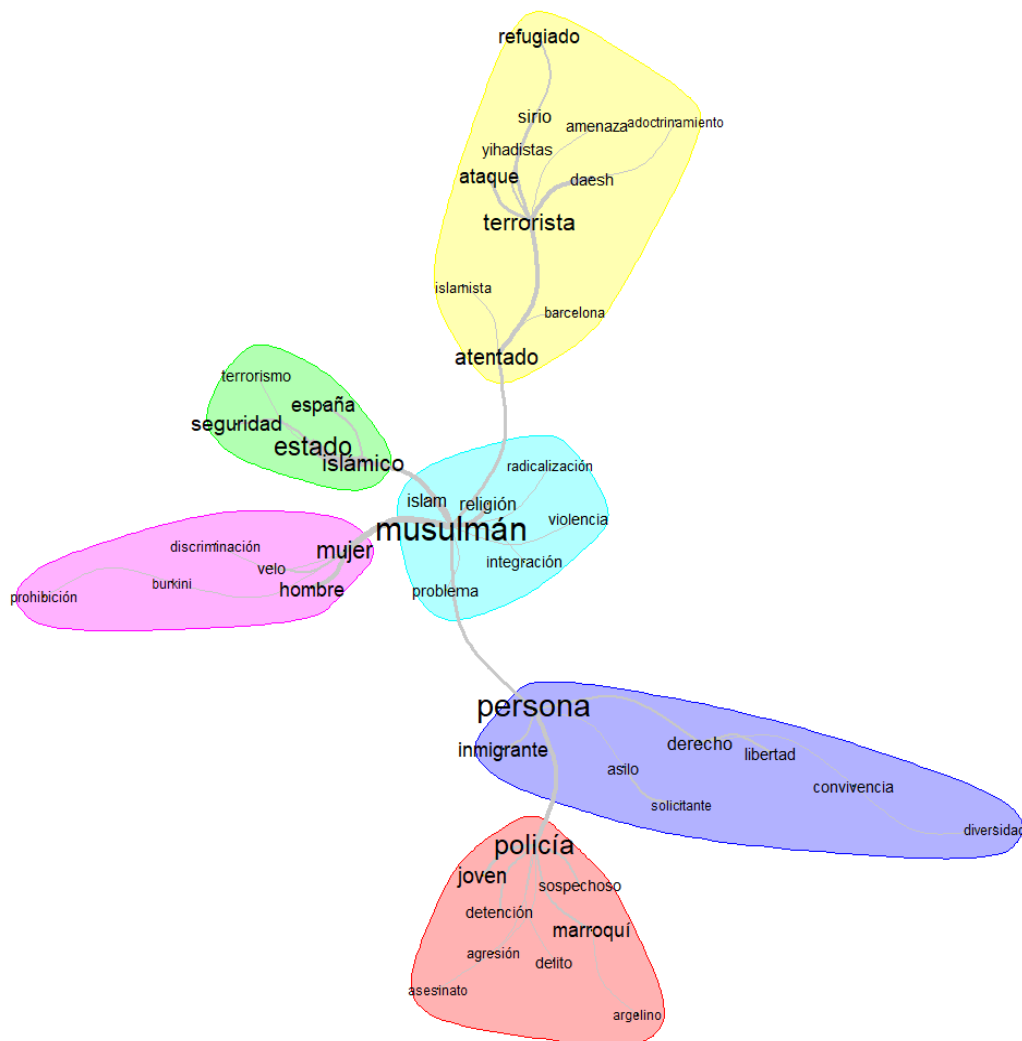 refugiado
sirio
amenaza
adoctrinamiento
yihadistas
ataque
daesh
terrorista
islamista
barcelona
atentado
terrorismo
españa
seguridad
estado
islámico
radicalización
islam
religión
musulmán
violencia
integración
problema
mujer
discriminación
velo
hombre
burkini
prohibición
persona
inmigrante
derecho
libertad
asilo
convivencia
solicitante
diversidad
policía
joven
sospechoso
detención
marroquí
agresión
delito
asesinato
argelino